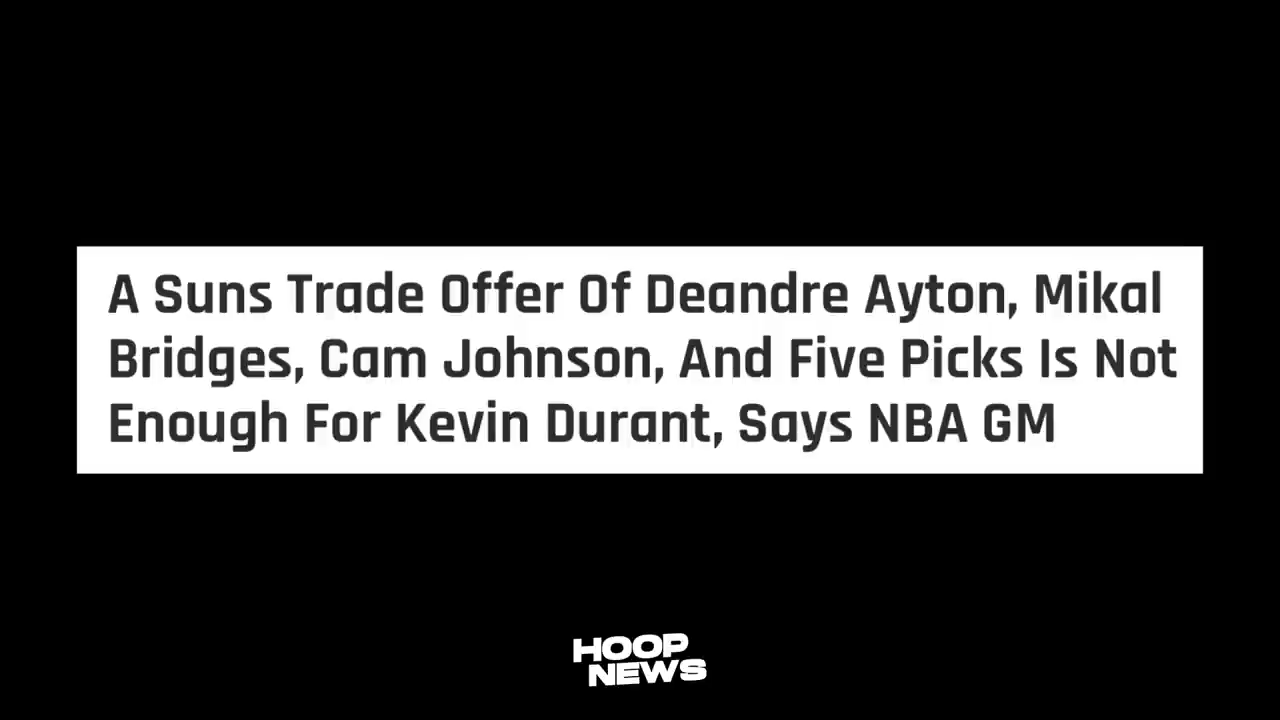 A Suns Trade Offer Of Deandre Ayton, Mikal
Bridges, Cam Johnson, And Five Picks Is Not
Enough For Kevin Durant, Says NBA GM
HOOP
NEWS